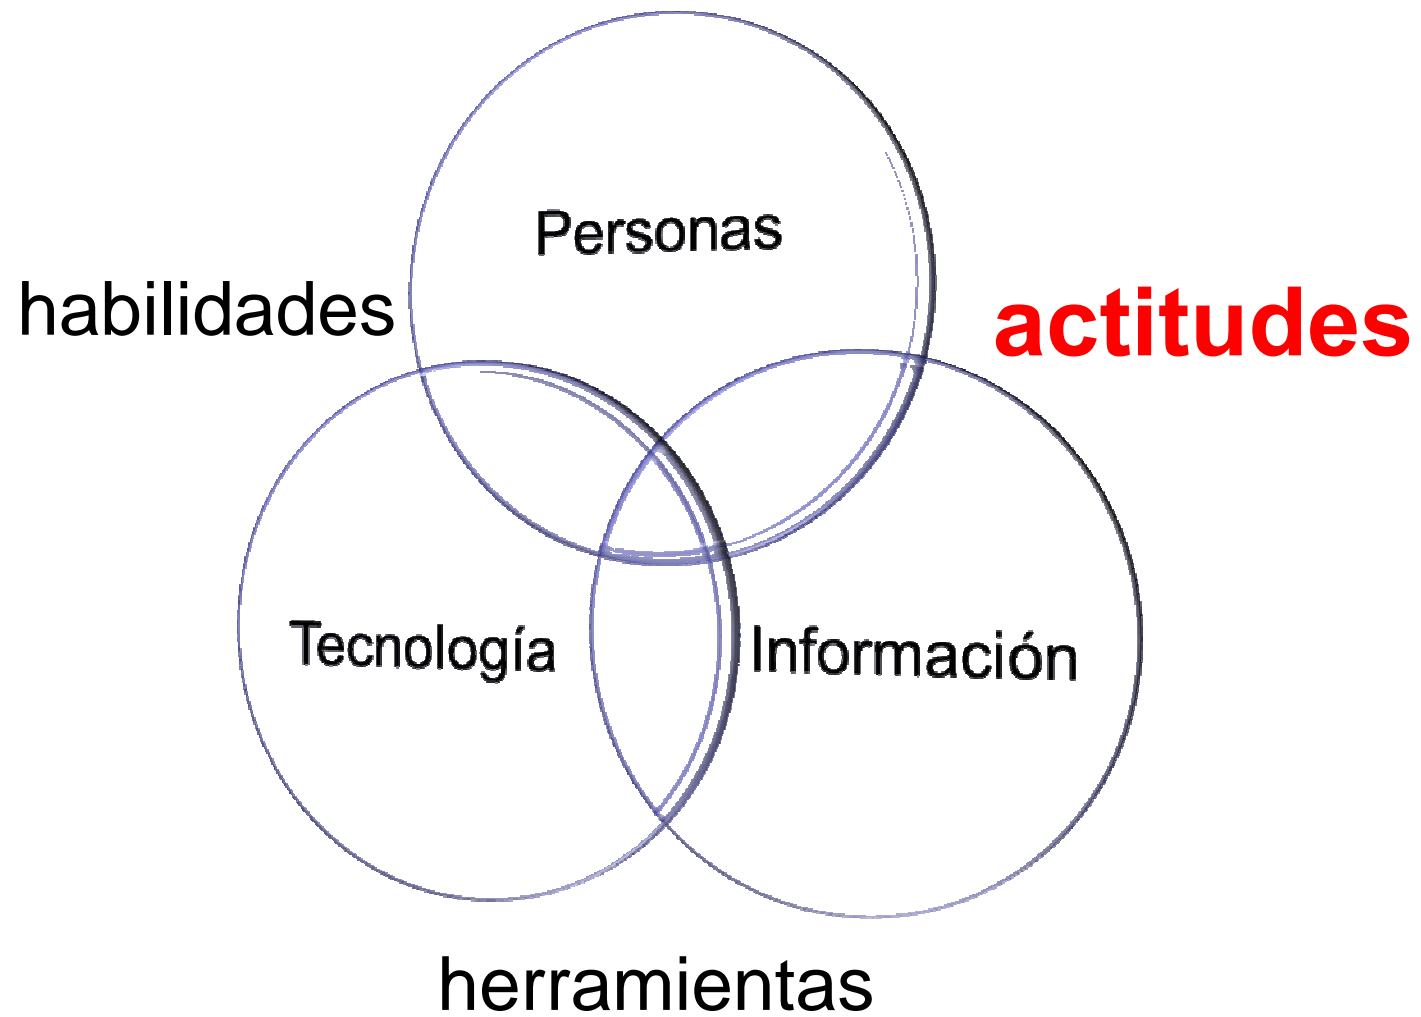 Personas
habilidades
actitudes
Tecnología
Información
herramientas